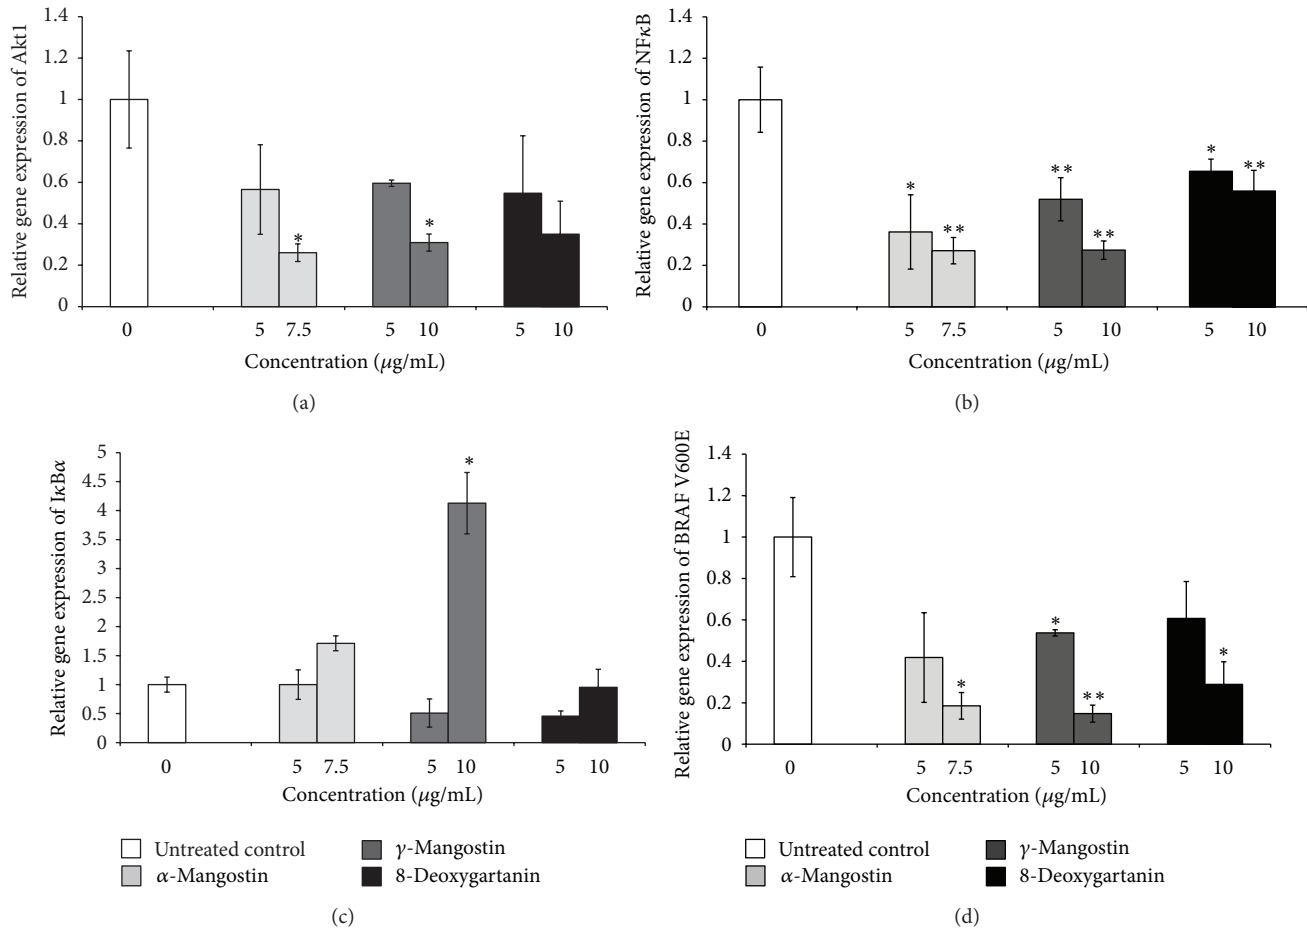 Relative gene expression of Akt1
1.4
1.2
1
0.8
0.6
0.4
0.2
0
*
*
0 5 7.5 5 10 5 10
Concentration (μg/mL)
(a)
Relative gene expression of NFκB
1.4
1.2
1
0.8
0.6
0.4
0.2
0
* ** ** ** * **
0 5 7.5 5 10 5 10
Concentration (μg/mL)
(b)
Relative gene expression of IκBα
5
4.5
4
3.5
3
2.5
2
1.5
1
0.5
0
*
0 5 7.5 5 10 5 10
Concentration (μg/mL)
Untreated control
α-Mangostin
γ-Mangostin
8-Deoxygartanin
(c)
Relative gene expression of BRAF V600E
1.4
1.2
1
0.8
0.6
0.4
0.2
0
* * ** *
0 5 7.5 5 10 5 10
Concentration (μg/mL)
Untreated control
α-Mangostin
γ-Mangostin
8-Deoxygartanin
(d)